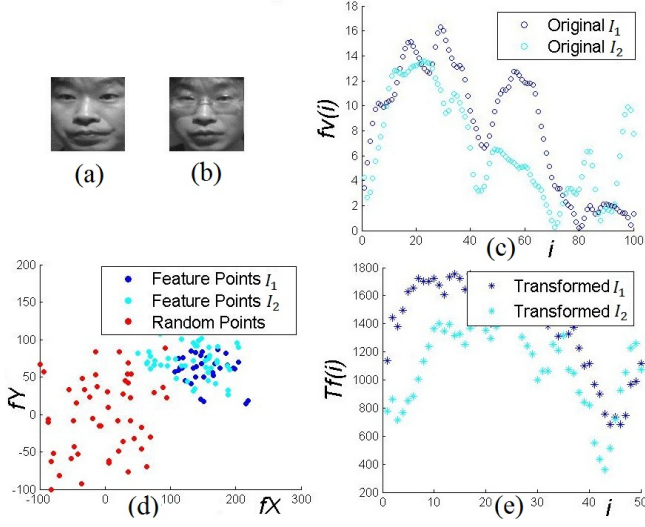 (a)
(b)
18
16
14
12
10
8
6
4
2
0
fv(i)
Original I₁
Original I₂
0 20 40 60 80 100
(c) i
Feature Points I₁
Feature Points I₂
Random Points
200
150
100
50
0
-50
-100
fY
-100 0 100 200 300
(d) fX
1800
1600
1400
1200
1000
800
600
400
200
Tf(i)
Transformed I₁
Transformed I₂
0 10 20 30 40 50
(e) i